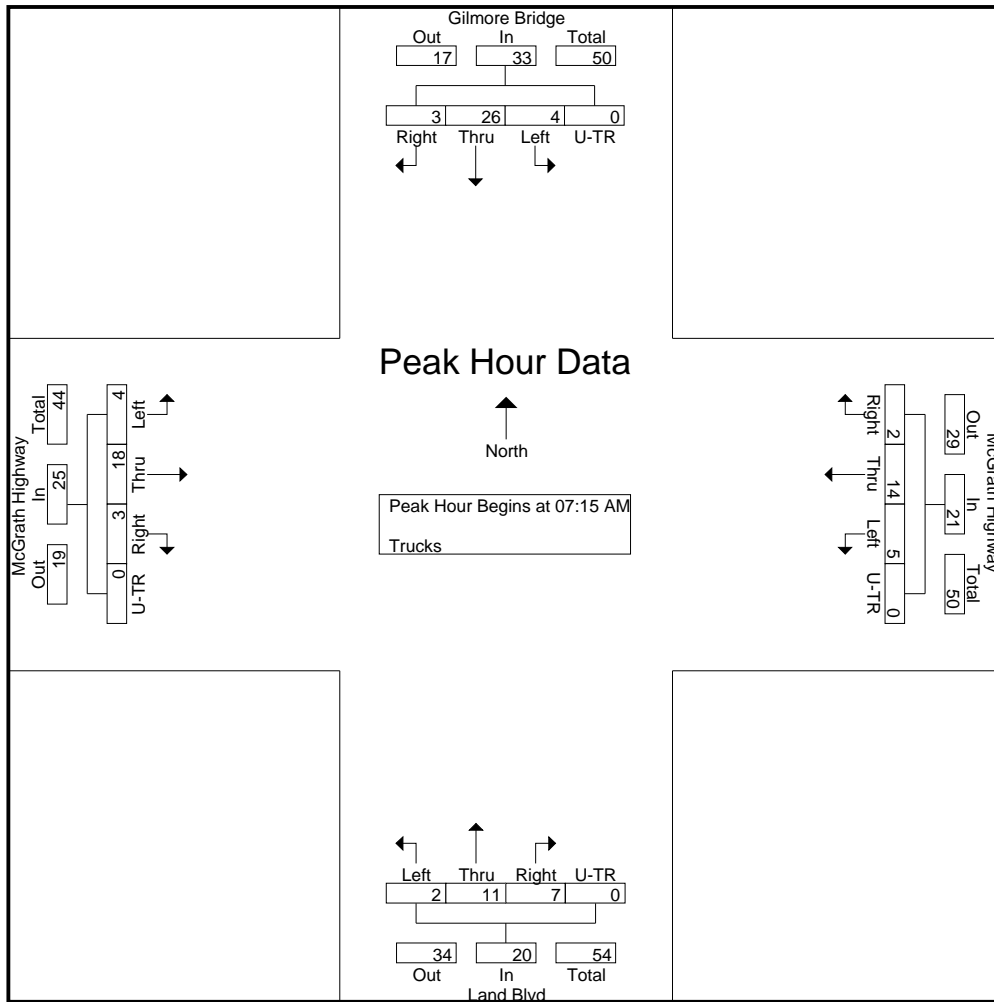 Gilmore Bridge
Out In Total
17 33 50
3 26 4 0
Right Thru Left U-TR
Peak Hour Data
North
Peak Hour Begins at 07:15 AM
Trucks
McGrath Highway
Total In Out
44 25 19
4 18 3 0
Left Thru Right U-TR
Right Thru Left U-TR
2 14 5 0
Out In Total
29 21 50
McGrath Highway
Left Thru Right U-TR
2 11 7 0
34 20 54
Out In Total
Land Blvd